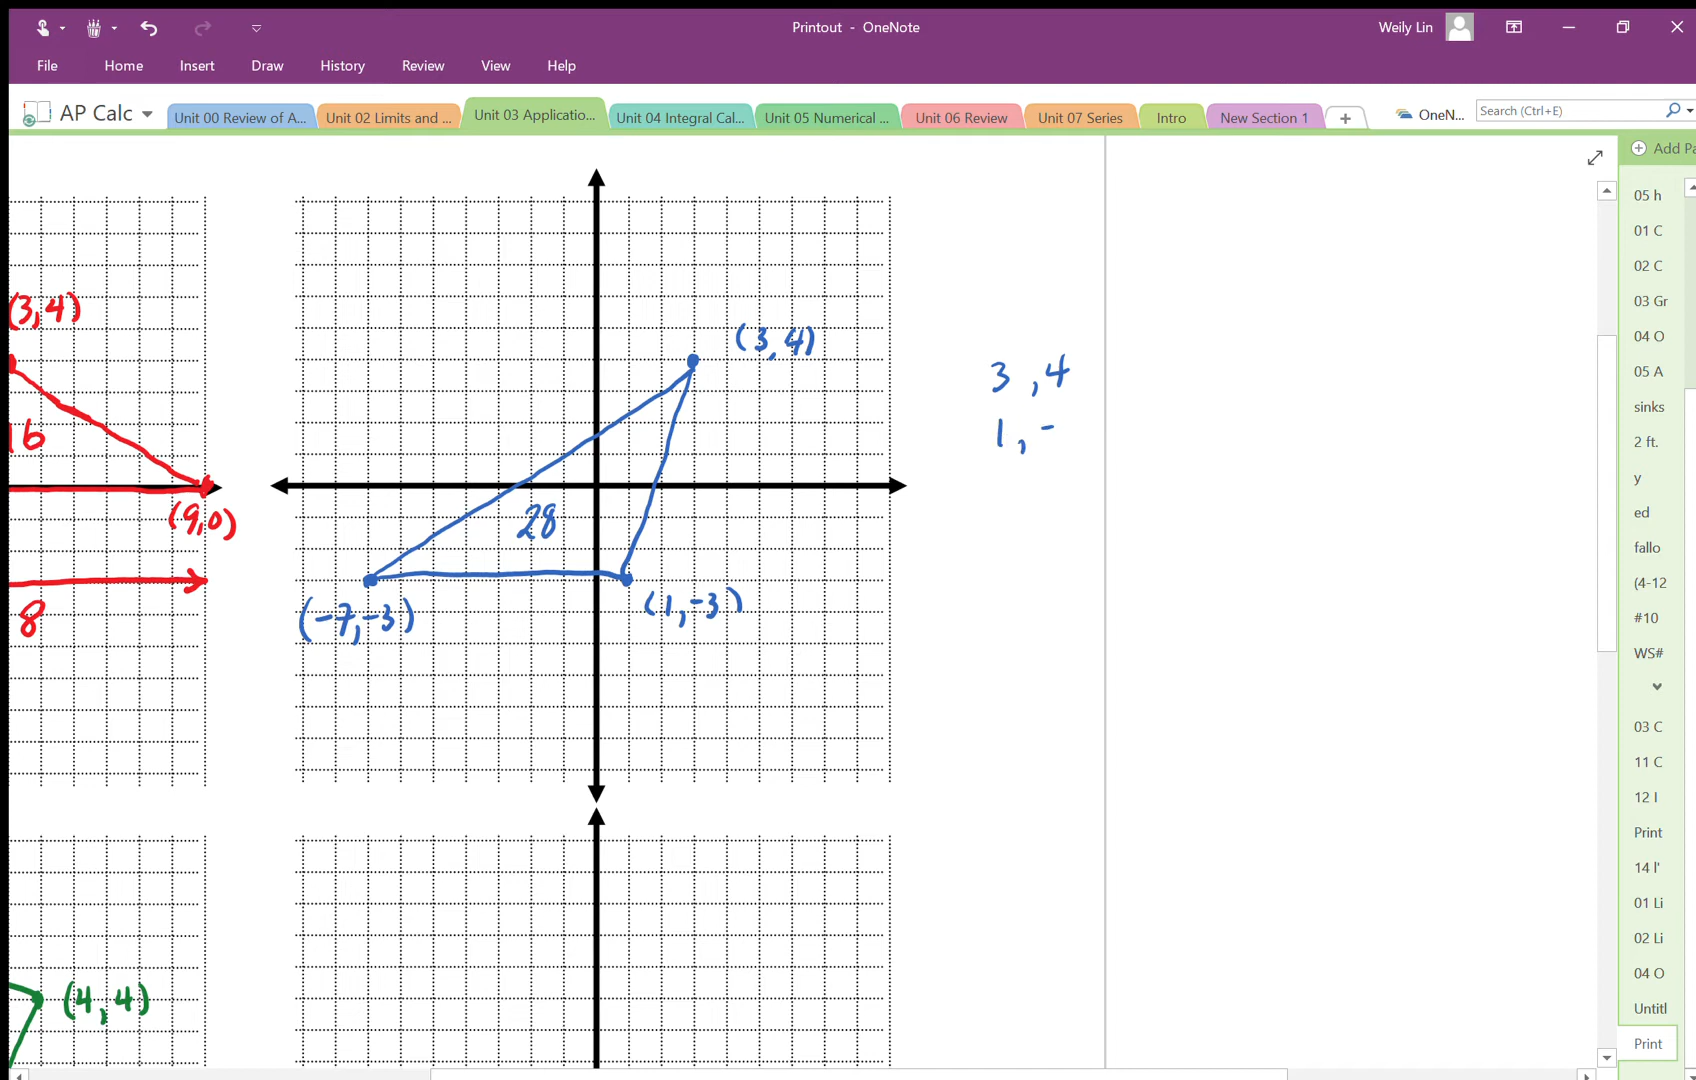 Printout - OneNote
Weily Lin
File Home Insert Draw History Review View Help
AP Calc
Unit 00 Review of A... Unit 02 Limits and ... Unit 03 Applicatio... Unit 04 Integral Cal... Unit 05 Numerical ... Unit 06 Review Unit 07 Series Intro New Section 1 +
OneN...
Search (Ctrl+E)
Add Pa
05 h
01 C
02 C
03 Gr
04 O
05 A
sinks
2 ft.
y
ed
fallo
(4-12
#10
WS#
03 C
11 C
12 I
Print
14 l'
01 Li
02 Li
04 O
Untitl
Print
(3,4)
16
(9,0)
8
(3,4)
28
(-7,-3)
(1,-3)
3 ,4
1, -
(4,4)